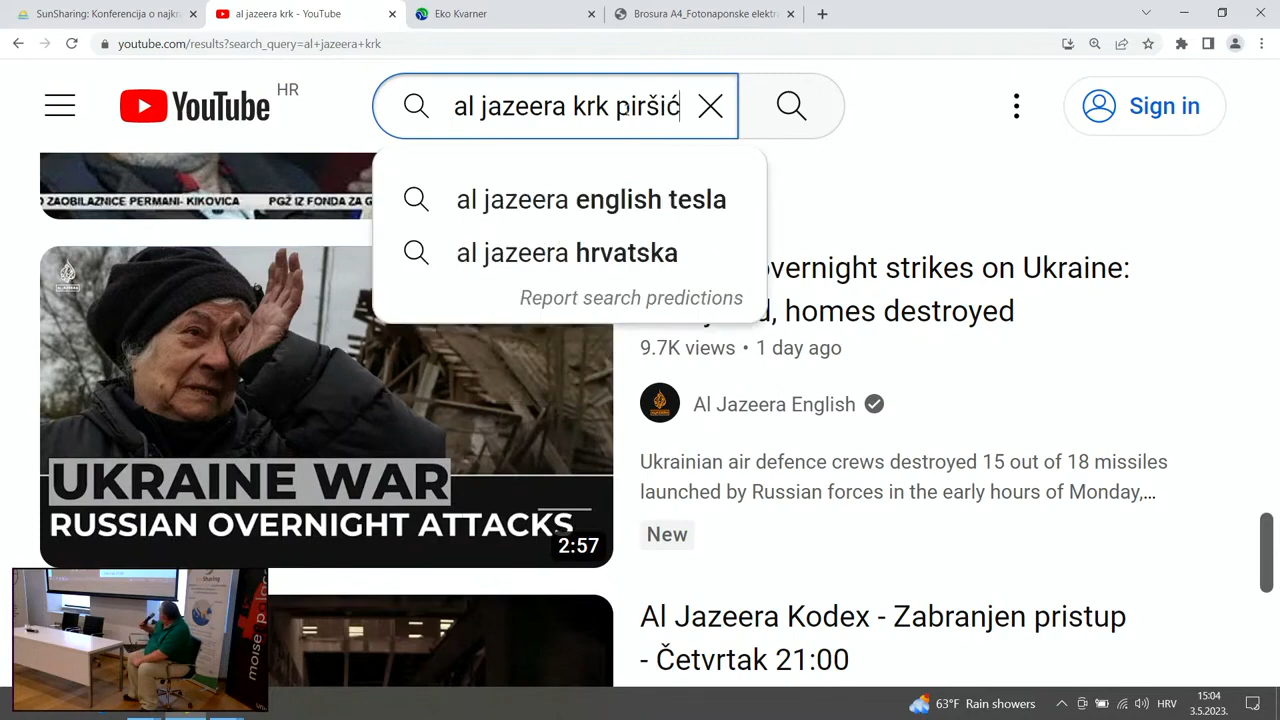 SunSharing: Konferencija o najkr
al jazeera krk - YouTube
Eko Kvarner
Brosura A4_Fotonaponske elektr
youtube.com/results?search_query=al+jazeera+krk
YouTube HR
al jazeera krk piršić
Sign in
al jazeera english tesla
al jazeera hrvatska
Report search predictions
O ZAOBILAZNICE PERMANI- KIKOVICA PGŽ IZ FONDA ZA G
vernight strikes on Ukraine:
d, homes destroyed
9.7K views • 1 day ago
Al Jazeera English
Ukrainian air defence crews destroyed 15 out of 18 missiles
launched by Russian forces in the early hours of Monday,...
New
UKRAINE WAR
RUSSIAN OVERNIGHT ATTACKS
2:57
Al Jazeera Kodex - Zabranjen pristup
- Četvrtak 21:00
Sharing
moise palace
63°F Rain showers
HRV
15:04
3.5.2023.